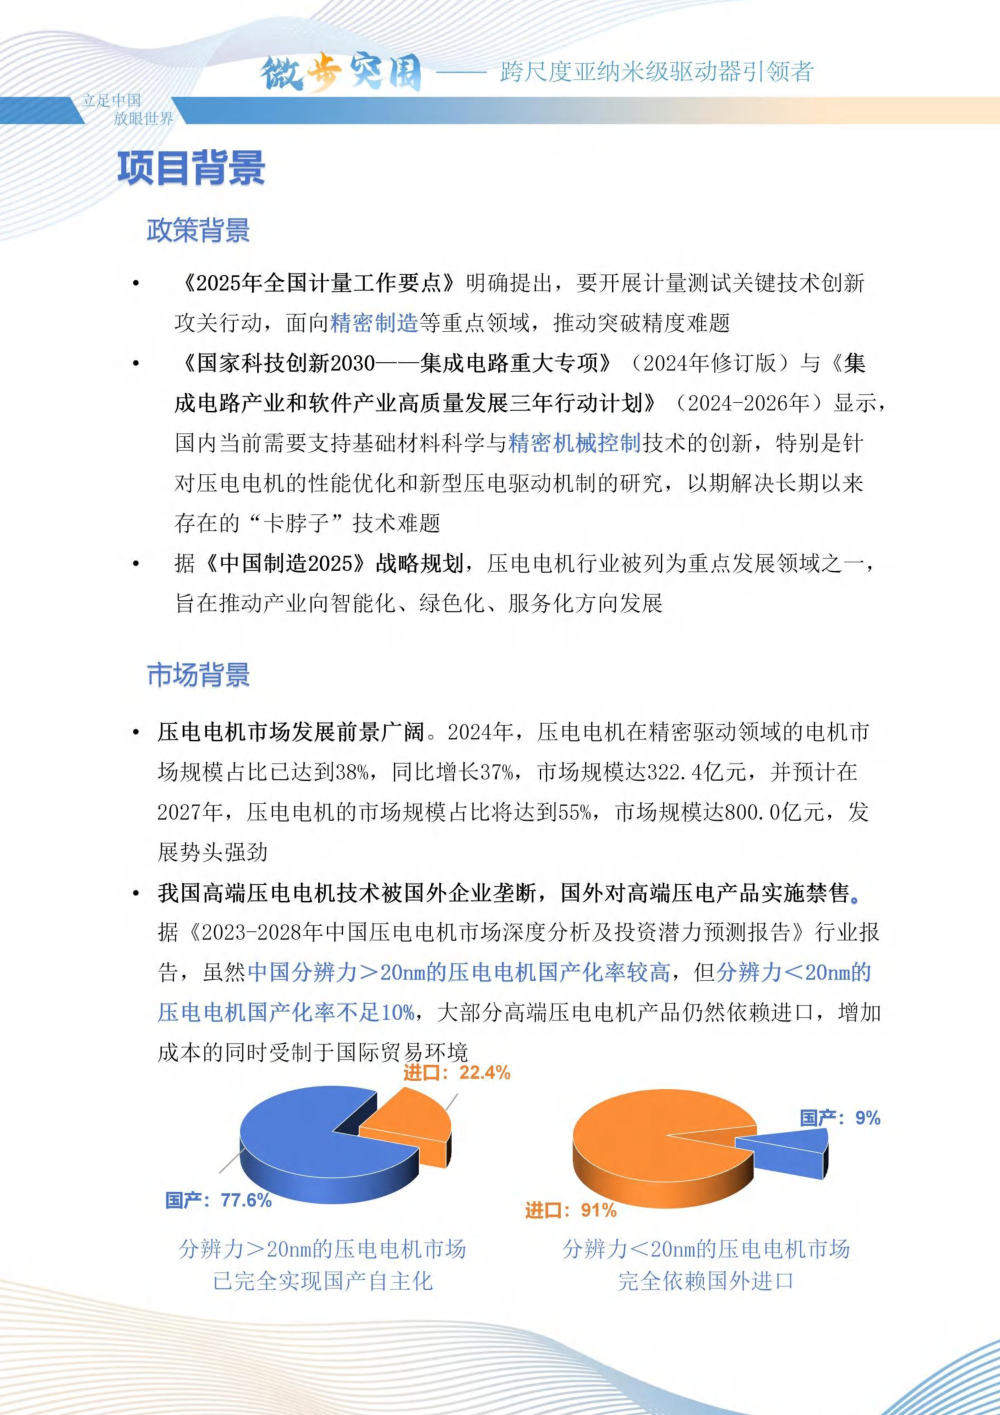 微步突围 —— 跨尺度亚纳米级驱动器引领者
立足中国
放眼世界
项目背景
政策背景
• 《2025年全国计量工作要点》明确提出，要开展计量测试关键技术创新
攻关行动，面向精密制造等重点领域，推动突破精度难题
• 《国家科技创新2030——集成电路重大专项》（2024年修订版）与《集
成电路产业和软件产业高质量发展三年行动计划》（2024-2026年）显示，
国内当前需要支持基础材料科学与精密机械控制技术的创新，特别是针
对压电电机的性能优化和新型压电驱动机制的研究，以期解决长期以来
存在的“卡脖子”技术难题
• 据《中国制造2025》战略规划，压电电机行业被列为重点发展领域之一，
旨在推动产业向智能化、绿色化、服务化方向发展
市场背景
• 压电电机市场发展前景广阔。2024年，压电电机在精密驱动领域的电机市
场规模占比已达到38%，同比增长37%，市场规模达322.4亿元，并预计在
2027年，压电电机的市场规模占比将达到55%，市场规模达800.0亿元，发
展势头强劲
• 我国高端压电电机技术被国外企业垄断，国外对高端压电产品实施禁售。
据《2023-2028年中国压电电机市场深度分析及投资潜力预测报告》行业报
告，虽然中国分辨力＞20nm的压电电机国产化率较高，但分辨力＜20nm的
压电电机国产化率不足10%，大部分高端压电电机产品仍然依赖进口，增加
成本的同时受制于国际贸易环境
进口：22.4%
国产：77.6%
国产：9%
进口：91%
分辨力＞20nm的压电电机市场
已完全实现国产自主化
分辨力＜20nm的压电电机市场
完全依赖国外进口